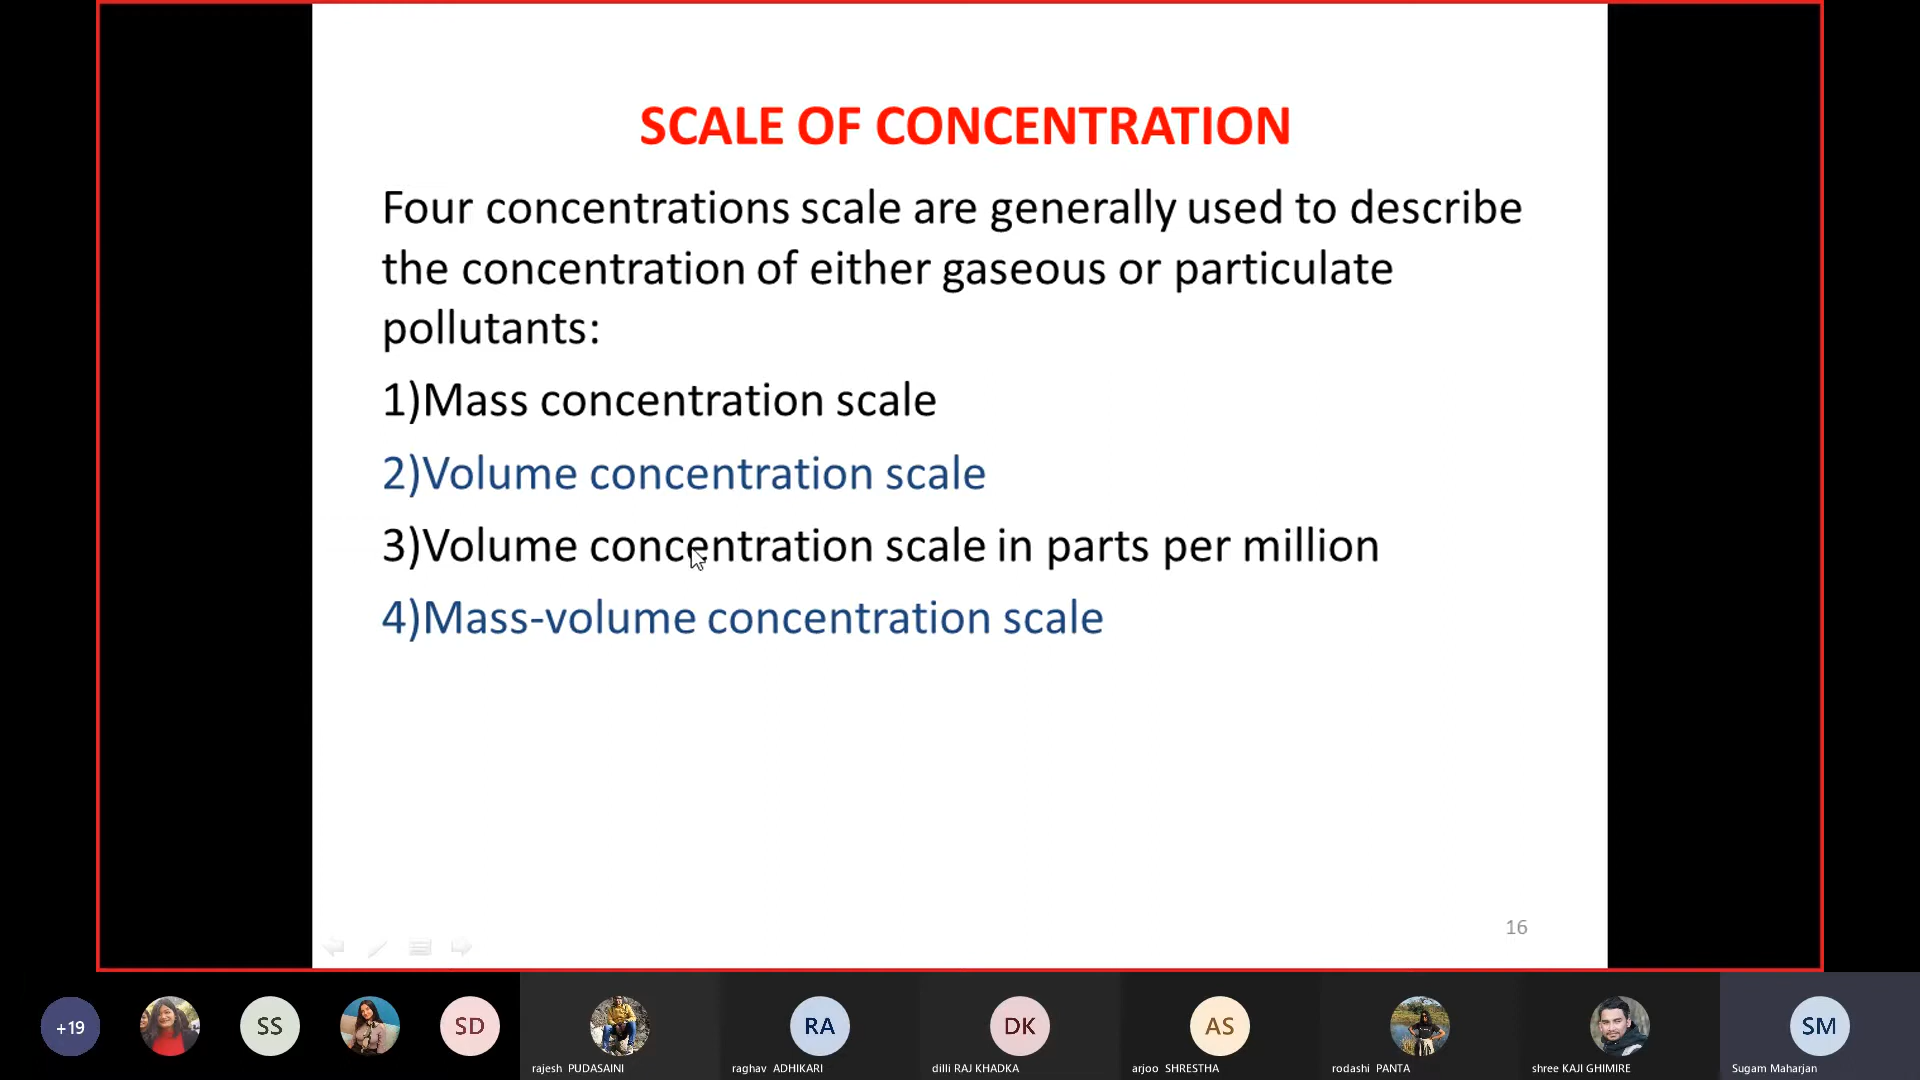 SCALE OF CONCENTRATION
Four concentrations scale are generally used to describe
the concentration of either gaseous or particulate
pollutants:
1)Mass concentration scale
2)Volume concentration scale
3)Volume concentration scale in parts per million
4)Mass-volume concentration scale
16
+19
SS
SD
RA
DK
AS
SM
rajesh PUDASAINI
raghav ADHIKARI
dilli RAJ KHADKA
arjoo SHRESTHA
rodashi PANTA
shree KAJI GHIMIRE
Sugam Maharjan